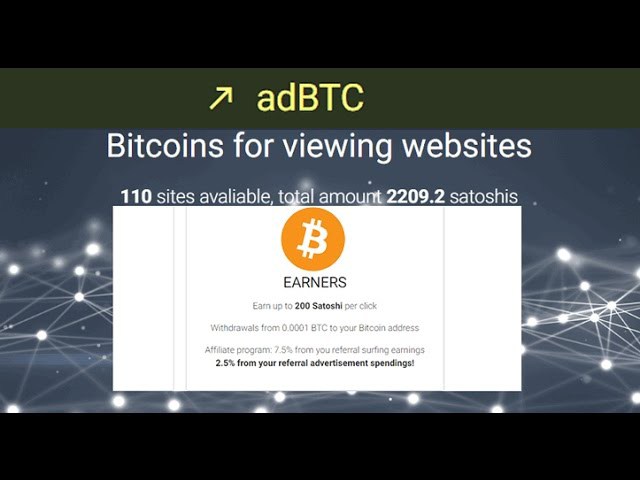 ↗ adBTC
Bitcoins for viewing websites
110 sites avaliable, total amount 2209.2 satoshis
EARNERS
Earn up to 200 Satoshi per click
Withdrawals from 0.0001 BTC to your Bitcoin address
Affiliate program: 7.5% from you referral surfing earnings
2.5% from your referral advertisement spendings!